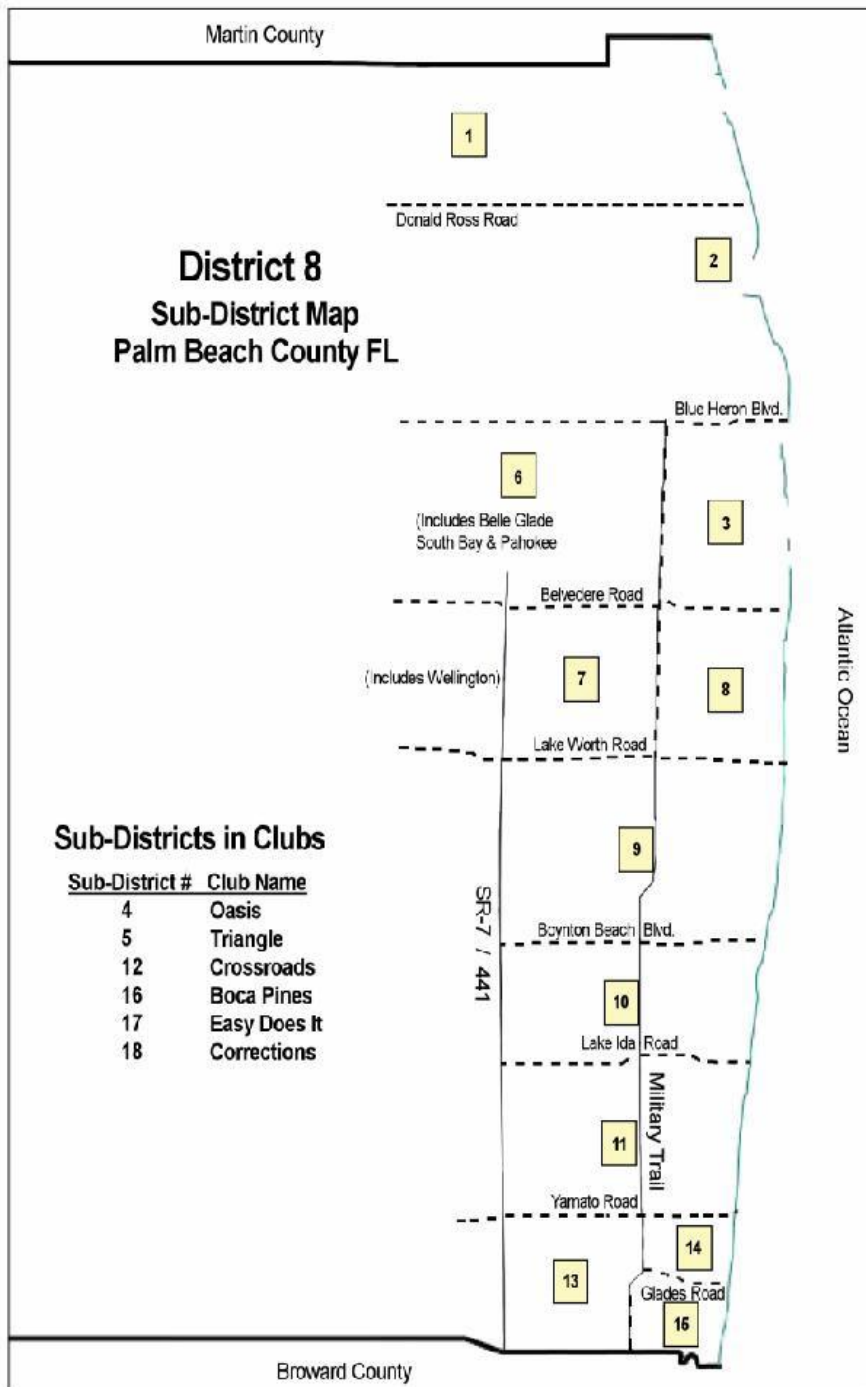 Martin County
1
Donald Ross Road
2
District 8
Sub-District Map
Palm Beach County FL
Blue Heron Blvd.
6
(Includes Belle Glade
South Bay & Pahokee
3
Belvedere Road
(Includes Wellington)
7
8
Atlantic Ocean
Lake Worth Road
Sub-Districts in Clubs
Sub-District # Club Name
4 Oasis
5 Triangle
12 Crossroads
16 Boca Pines
17 Easy Does It
18 Corrections
9
SR-7 / 441
Boynton Beach Blvd.
10
Lake Ida Road
Military Trail
11
Yamato Road
14
13
Glades Road
15
Broward County